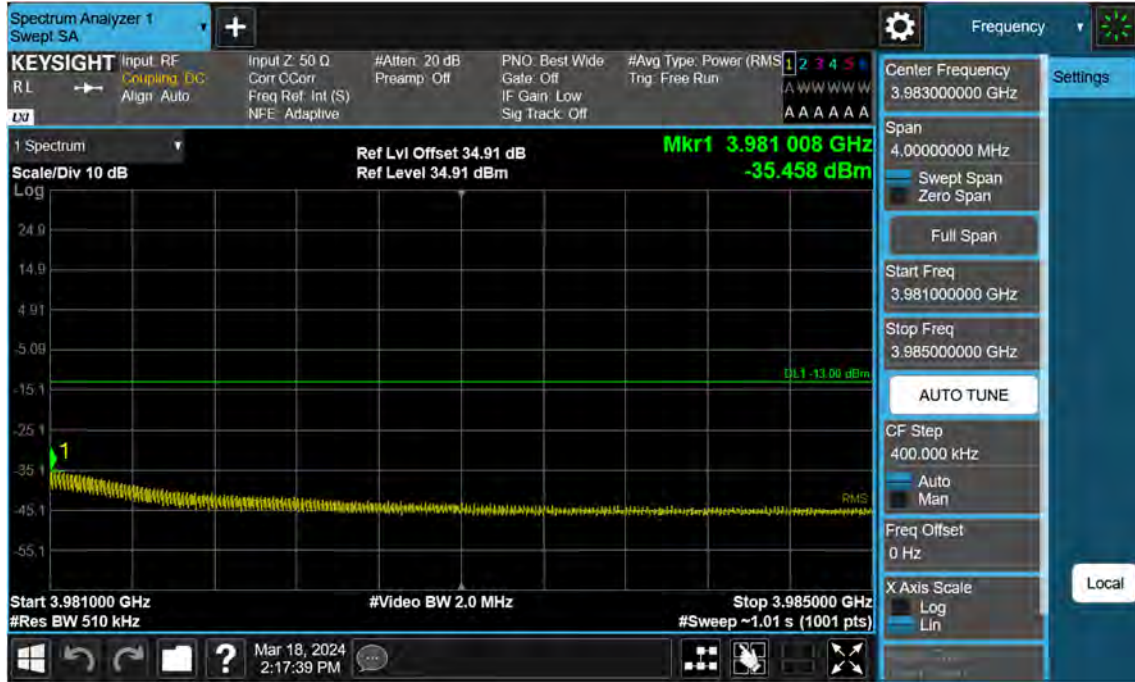 Spectrum Analyzer 1
Swept SA
Frequency
KEYSIGHT
RL
LXI
Input: RF
Coupling: DC
Align: Auto
Input Z: 50 Ω
Corr CCorr
Freq Ref: Int (S)
NFE: Adaptive
#Atten: 20 dB
Preamp: Off
PNO: Best Wide
Gate: Off
IF Gain: Low
Sig Track: Off
#Avg Type: Power (RMS
Trig: Free Run
1 2 3 4 5 6
A W W W W W
A A A A A A
1 Spectrum
Scale/Div 10 dB
Log
Ref Lvl Offset 34.91 dB
Ref Level 34.91 dBm
Mkr1 3.981 008 GHz
-35.458 dBm
24.9
14.9
4.91
-5.09
DL1 -13.00 dBm
-15.1
-25.1
1
-35.1
RMS
-45.1
-55.1
Start 3.981000 GHz
#Video BW 2.0 MHz
Stop 3.985000 GHz
#Res BW 510 kHz
#Sweep ~1.01 s (1001 pts)
Center Frequency
3.983000000 GHz
Span
4.00000000 MHz
Swept Span
Zero Span
Full Span
Start Freq
3.981000000 GHz
Stop Freq
3.985000000 GHz
AUTO TUNE
CF Step
400.000 kHz
Auto
Man
Freq Offset
0 Hz
X Axis Scale
Log
Lin
Settings
Local
?
Mar 18, 2024
2:17:39 PM